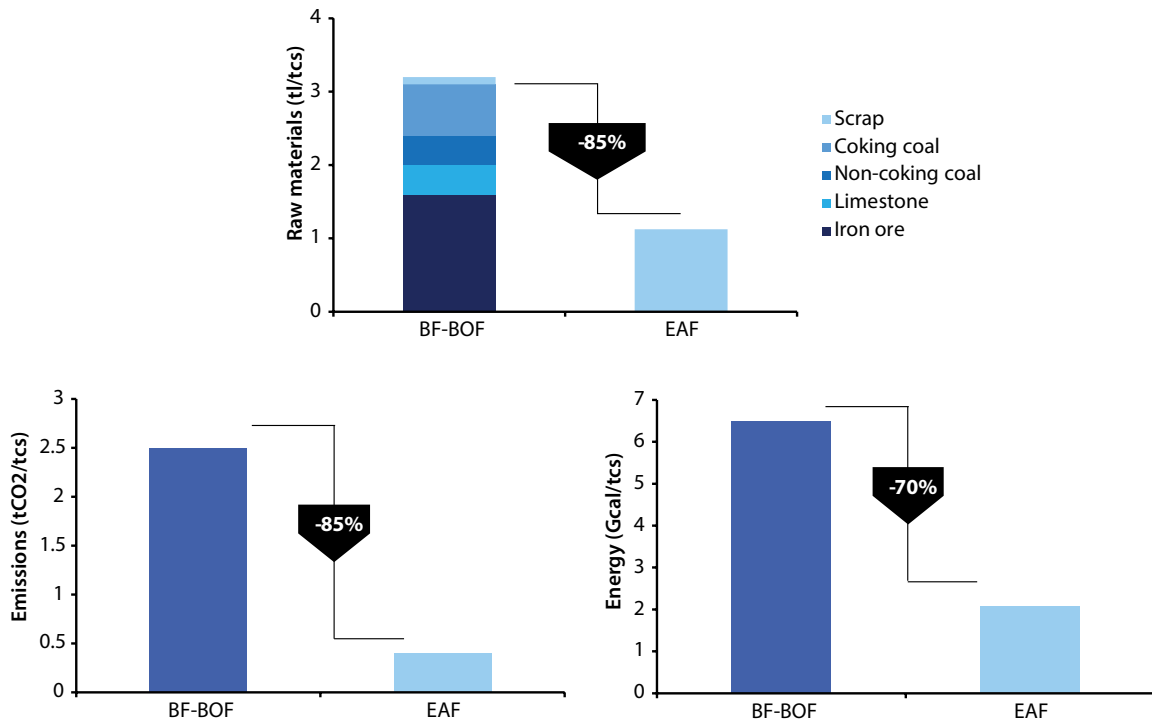 Raw materials (tl/tcs)
4
3
2
1
0
-85%
BF-BOF
EAF
Scrap
Coking coal
Non-coking coal
Limestone
Iron ore
Emissions (tCO2/tcs)
3
2.5
2
1.5
1
0.5
0
-85%
BF-BOF
EAF
Energy (Gcal/tcs)
7
6
5
4
3
2
1
0
-70%
BF-BOF
EAF